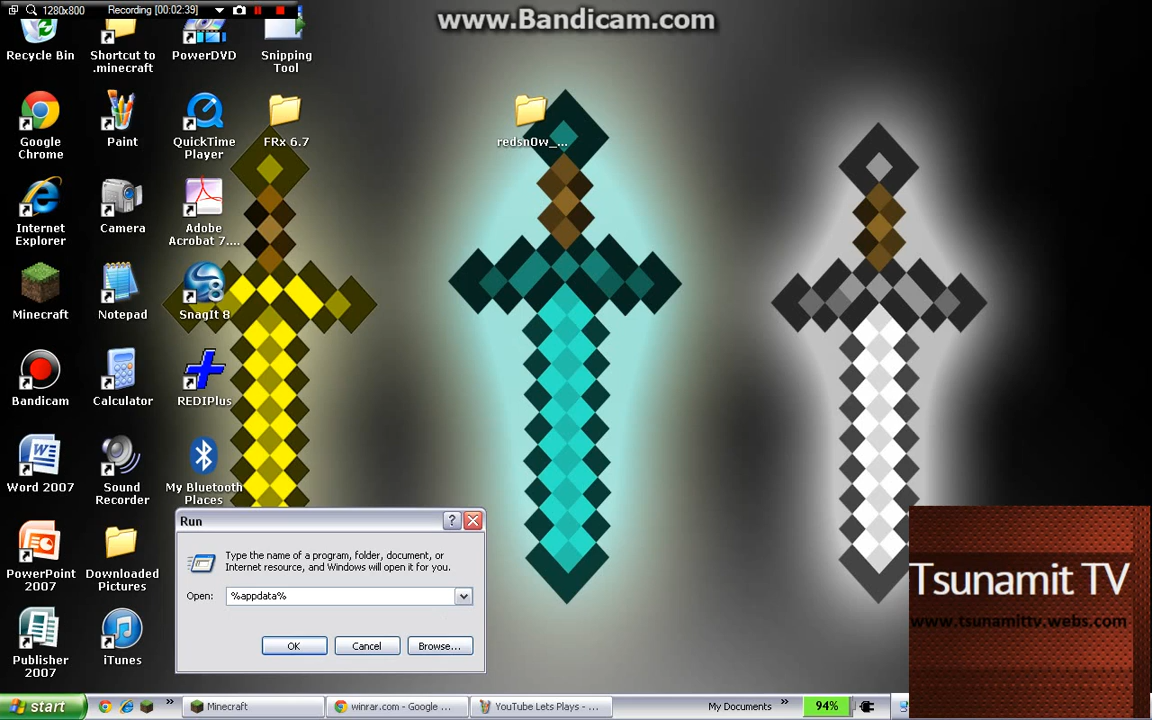 1280x800 Recording [00:02:39]
www.Bandicam.com
Recycle Bin
Shortcut to
.minecraft
PowerDVD
Snipping
Tool
Google
Chrome
Paint
QuickTime
Player
FRx 6.7
redsn0w_...
Internet
Explorer
Camera
Adobe
Acrobat 7....
Minecraft
Notepad
SnagIt 8
Bandicam
Calculator
REDIPlus
Word 2007
Sound
Recorder
My Bluetooth
Places
PowerPoint
2007
Downloaded
Pictures
Publisher
2007
iTunes
Run
Type the name of a program, folder, document, or
Internet resource, and Windows will open it for you.
Open: %appdata%
OK Cancel Browse...
Tsunamit TV
www.tsunamittv.webs.com
start Minecraft winrar.com - Google ... YouTube Lets Plays - ... My Documents 94%